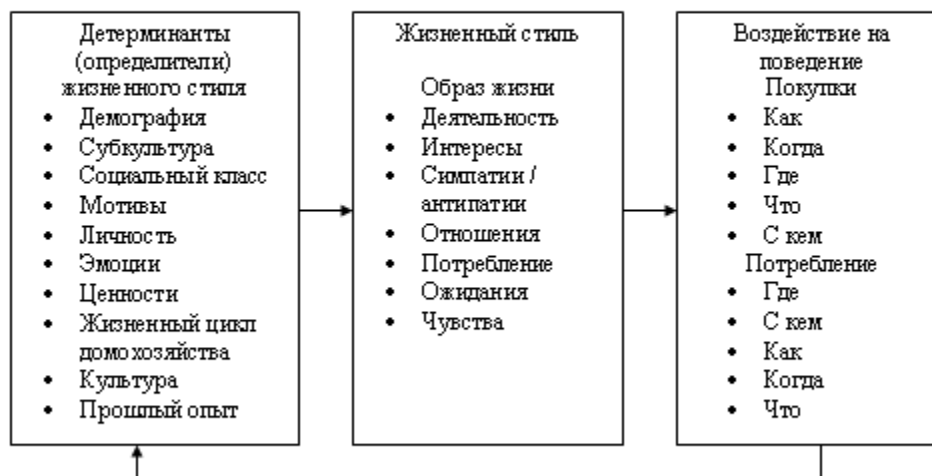 Детерминанты
(определители)
жизненного стиля
• Демография
• Субкультура
• Социальный класс
• Мотивы
• Личность
• Эмоции
• Ценности
• Жизненный цикл
домохозяйства
• Культура
• Прошлый опыт
Жизненный стиль
Образ жизни
• Деятельность
• Интересы
• Симпатии /
антипатии
• Отношения
• Потребление
• Ожидания
• Чувства
Воздействие на
поведение
Покупки
• Как
• Когда
• Где
• Что
• С кем
Потребление
• Где
• С кем
• Как
• Когда
• Что